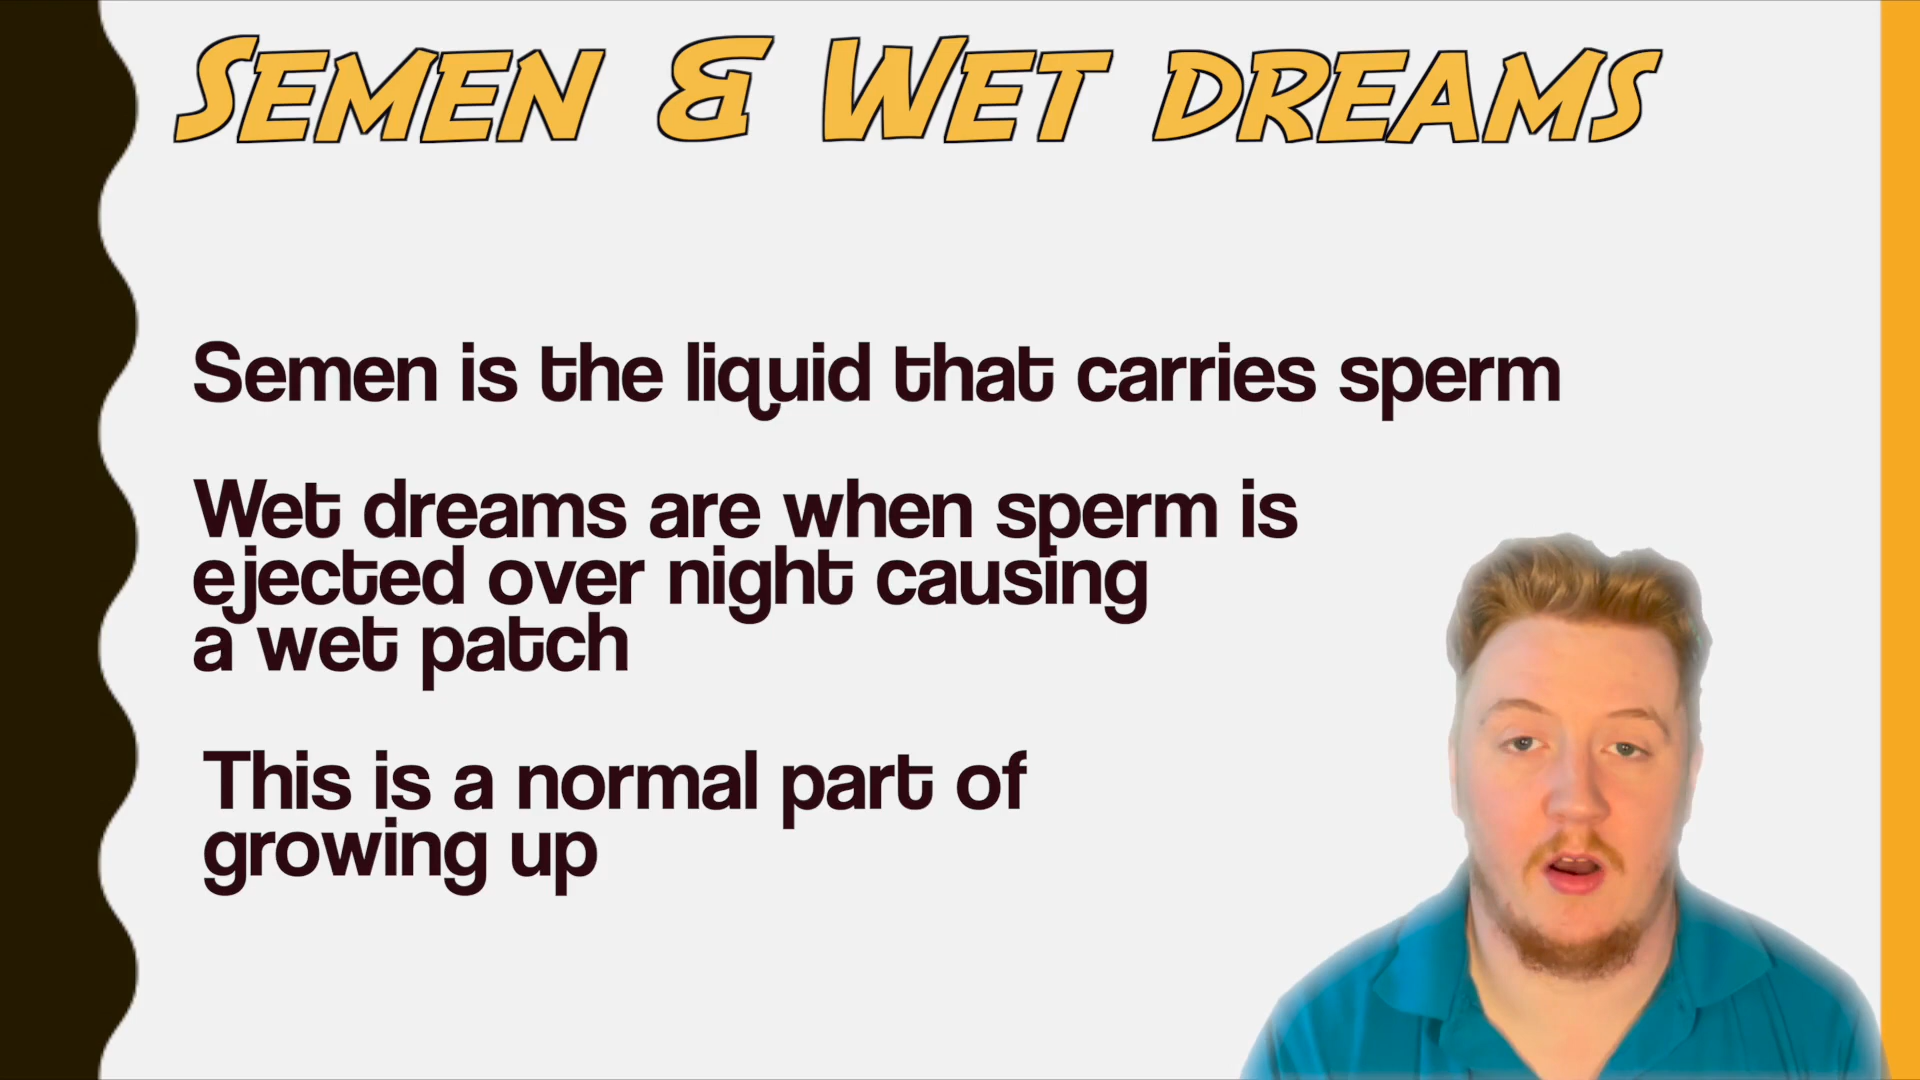 Semen & Wet dreams
Semen is the liquid that carries sperm
Wet dreams are when sperm is
ejected over night causing
a wet patch
This is a normal part of
growing up